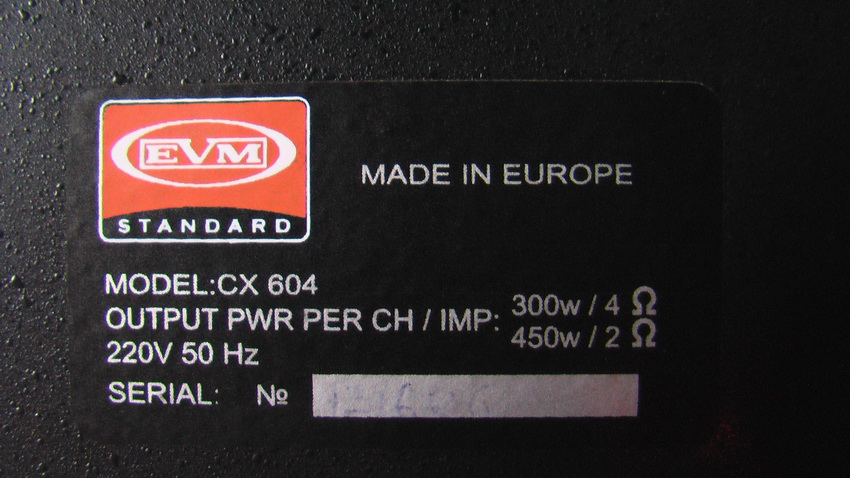 EVM
STANDARD
MADE IN EUROPE
MODEL:CX 604
OUTPUT PWR PER CH / IMP: 300w / 4 Ω
450w / 2 Ω
220V 50 Hz
SERIAL: №